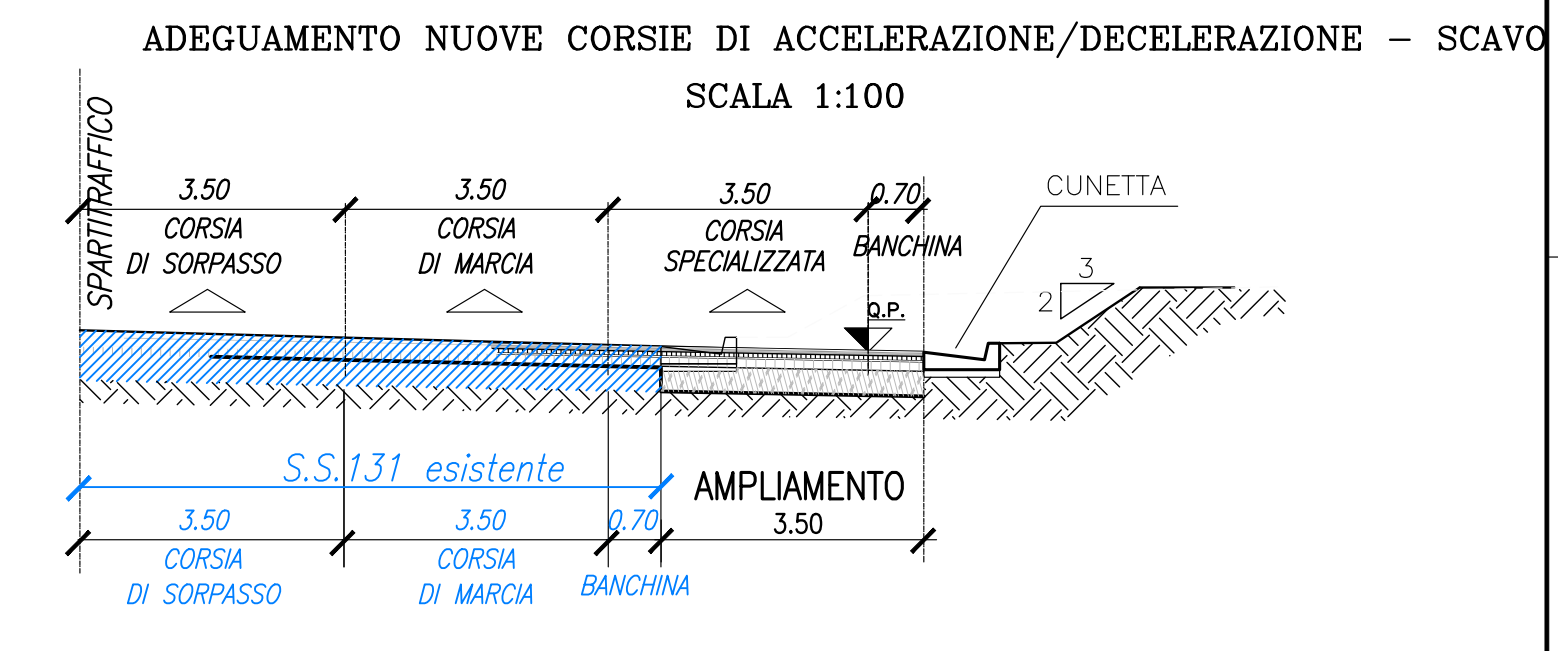 ADEGUAMENTO NUOVE CORSIE DI ACCELERAZIONE/DECELERAZIONE – SCAVO
SCALA 1:100
SPARTITRAFFICO
3.50
3.50
3.50
0.70
CUNETTA
CORSIA
DI SORPASSO
CORSIA
DI MARCIA
CORSIA
SPECIALIZZATA
BANCHINA
3
2
Q.P.
S.S.131 esistente
AMPLIAMENTO
3.50
3.50
0.70
3.50
CORSIA
DI SORPASSO
CORSIA
DI MARCIA
BANCHINA